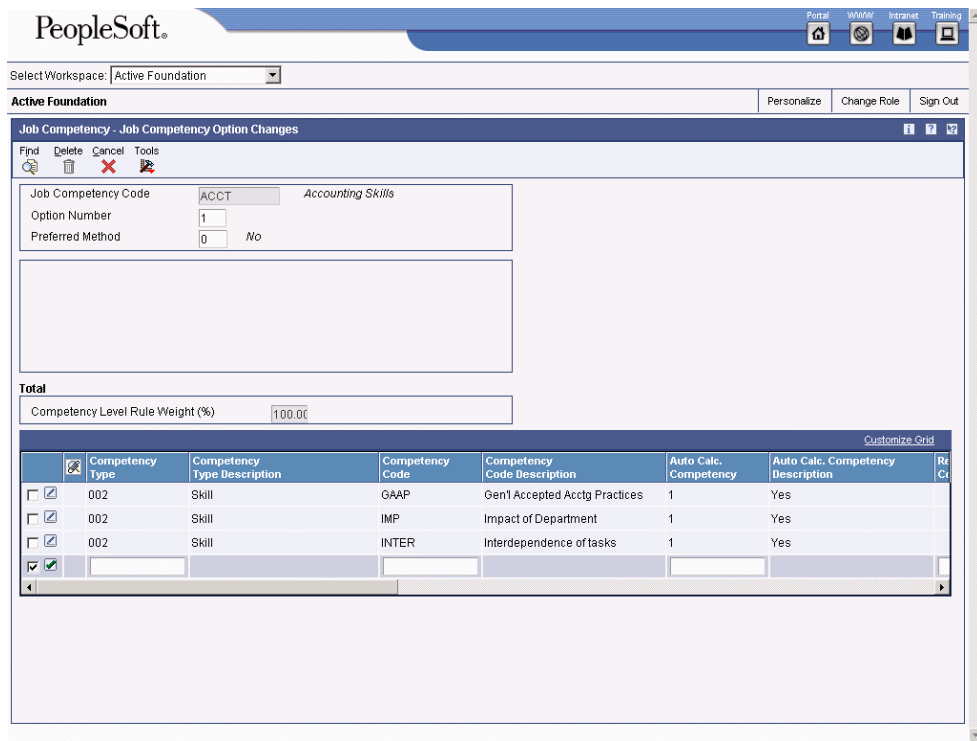 Portal WWW Intranet Training
PeopleSoft.
Select Workspace: Active Foundation
Active Foundation Personalize Change Role Sign Out
Job Competency - Job Competency Option Changes
Find Delete Cancel Tools
Job Competency Code ACCT Accounting Skills
Option Number 1
Preferred Method 0 No
Total
Competency Level Rule Weight (%) 100.00
Customize Grid
Competency Competency Competency Competency Auto Calc. Auto Calc. Competency Re
Type Type Description Code Code Description Competency Description Co
002 Skill GAAP Gen'l Accepted Acctg Practices 1 Yes
002 Skill IMP Impact of Department 1 Yes
002 Skill INTER Interdependence of tasks 1 Yes